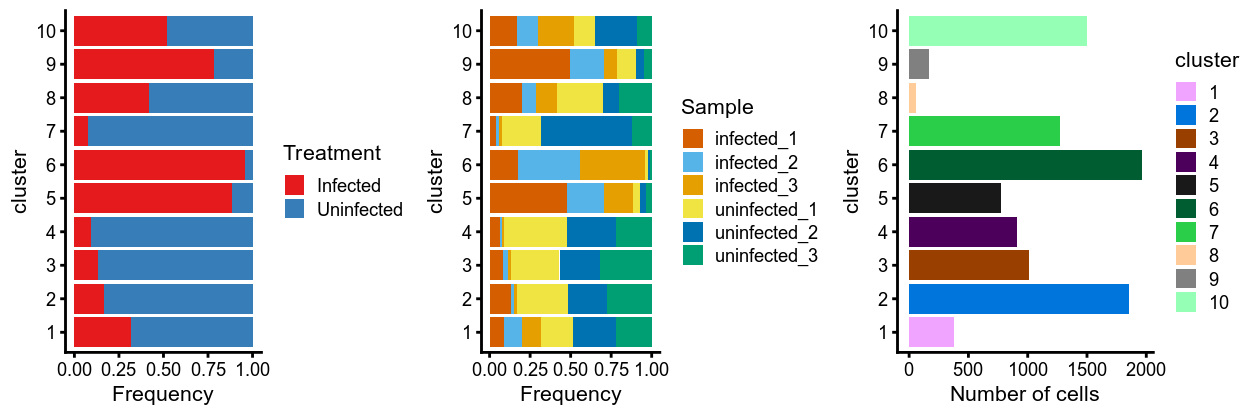 10
9
8
7
6
5
4
3
2
1
cluster
0.00 0.25 0.50 0.75 1.00
Frequency
Treatment
Infected
Uninfected
10
9
8
7
6
5
4
3
2
1
cluster
0.00 0.25 0.50 0.75 1.00
Frequency
Sample
infected_1
infected_2
infected_3
uninfected_1
uninfected_2
uninfected_3
10
9
8
7
6
5
4
3
2
1
cluster
0 500 1000 1500 2000
Number of cells
cluster
1
2
3
4
5
6
7
8
9
10